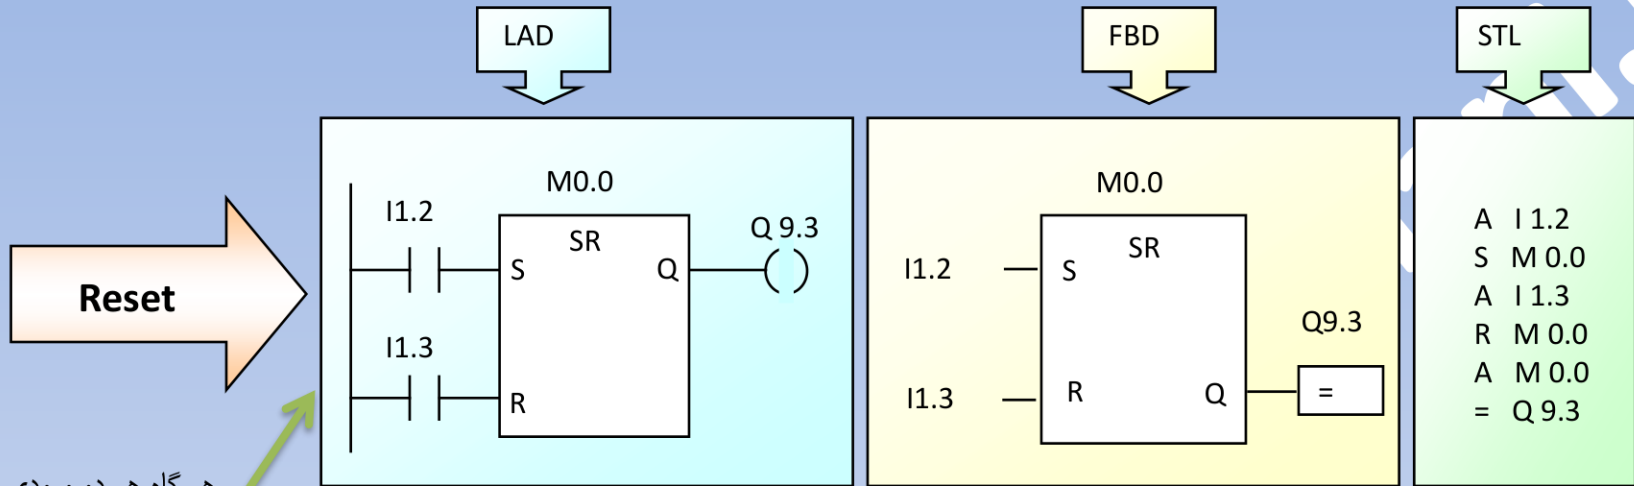 LAD
FBD
STL
Reset
M0.0
I1.2
SR
S
Q
Q 9.3
I1.3
R
M0.0
SR
I1.2
S
Q9.3
I1.3
R
Q
=
A I 1.2
S M 0.0
A I 1.3
R M 0.0
A M 0.0
= Q 9.3